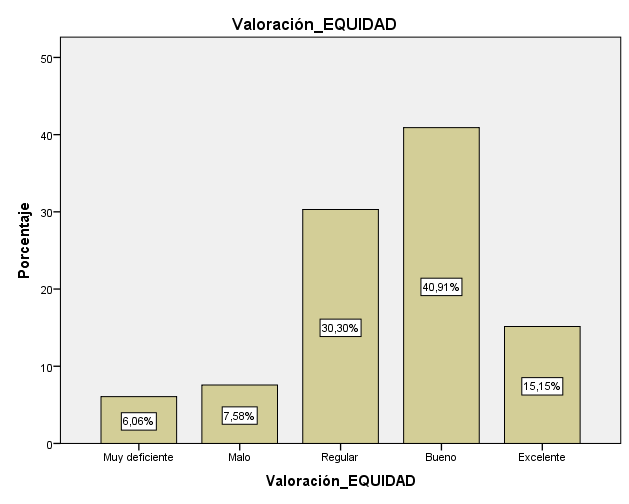 Valoración_EQUIDAD
50
40
30
20
10
0
Porcentaje
6,06%
7,58%
30,30%
40,91%
15,15%
Muy deficiente
Malo
Regular
Bueno
Excelente
Valoración_EQUIDAD